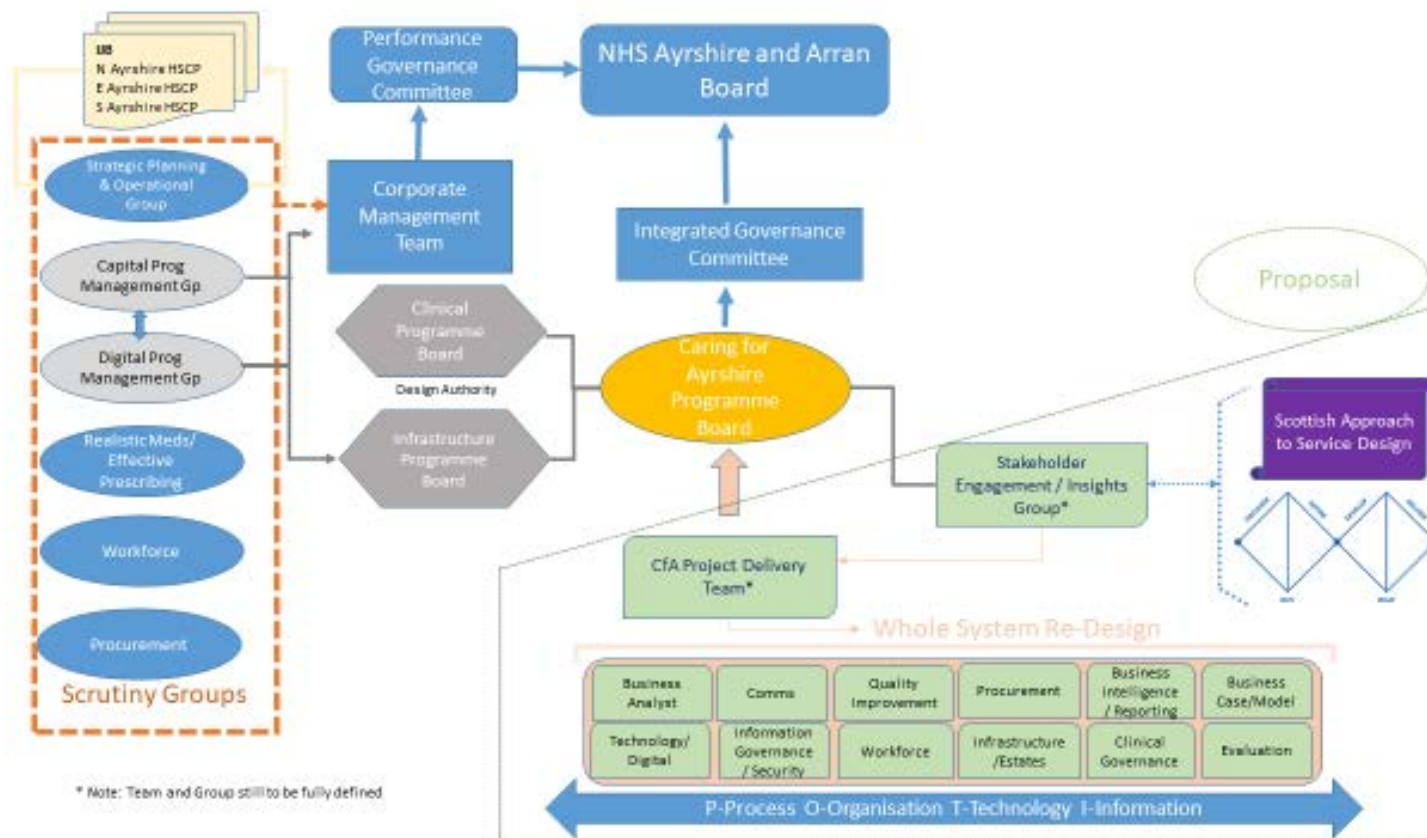 IJB
N Ayrshire HSCP
E Ayrshire HSCP
S Ayrshire HSCP
Performance
Governance
Committee
NHS Ayrshire and Arran
Board
Strategic Planning
& Operational
Group
Corporate
Management
Team
Integrated Governance
Committee
Proposal
Capital Prog
Management Gp
Digital Prog
Management Gp
Clinical
Programme
Board
Design Authority
Infrastructure
Programme
Board
Caring for
Ayrshire
Programme
Board
Realistic Meds/
Effective
Prescribing
Workforce
Procurement
Scrutiny Groups
Stakeholder
Engagement / Insights
Group*
Scottish Approach
to Service Design
CfA Project Delivery
Team*
Whole System Re-Design
Business
Analyst
Comms
Quality
Improvement
Procurement
Business
Intelligence
/ Reporting
Business
Case/Model
Technology/
Digital
Information
Governance
/ Security
Workforce
Infrastructure
/Estates
Clinical
Governance
Evaluation
* Note: Team and Group still to be fully defined
P-Process O-Organisation T-Technology I-Information